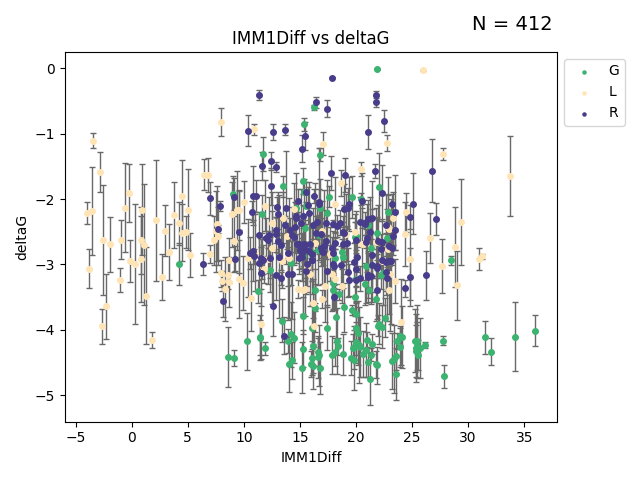 N = 412
IMM1Diff vs deltaG
G
L
R
deltaG
0
−1
−2
−3
−4
−5
−5 0 5 10 15 20 25 30 35
IMM1Diff